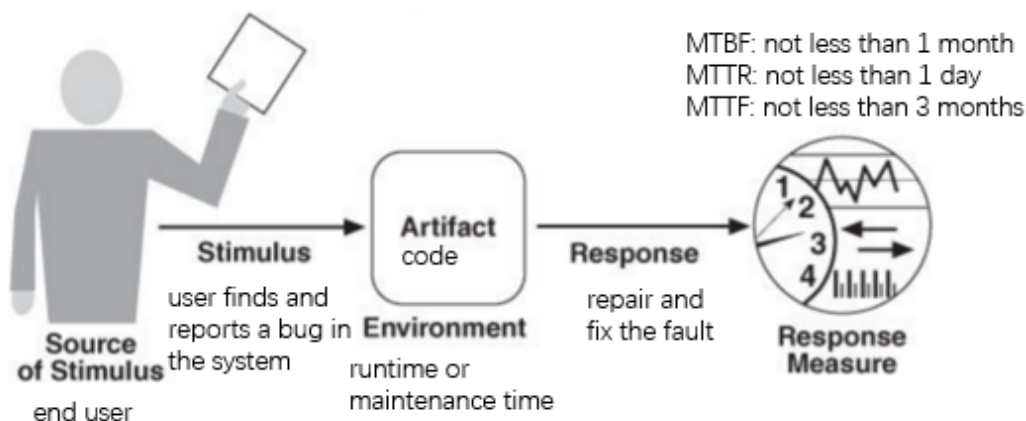 MTBF: not less than 1 month
MTTR: not less than 1 day
MTTF: not less than 3 months
Stimulus
user finds and
reports a bug in
the system
Source
of Stimulus
end user
Artifact
code
Environment
runtime or
maintenance time
Response
repair and
fix the fault
1
2
3
4
Response
Measure